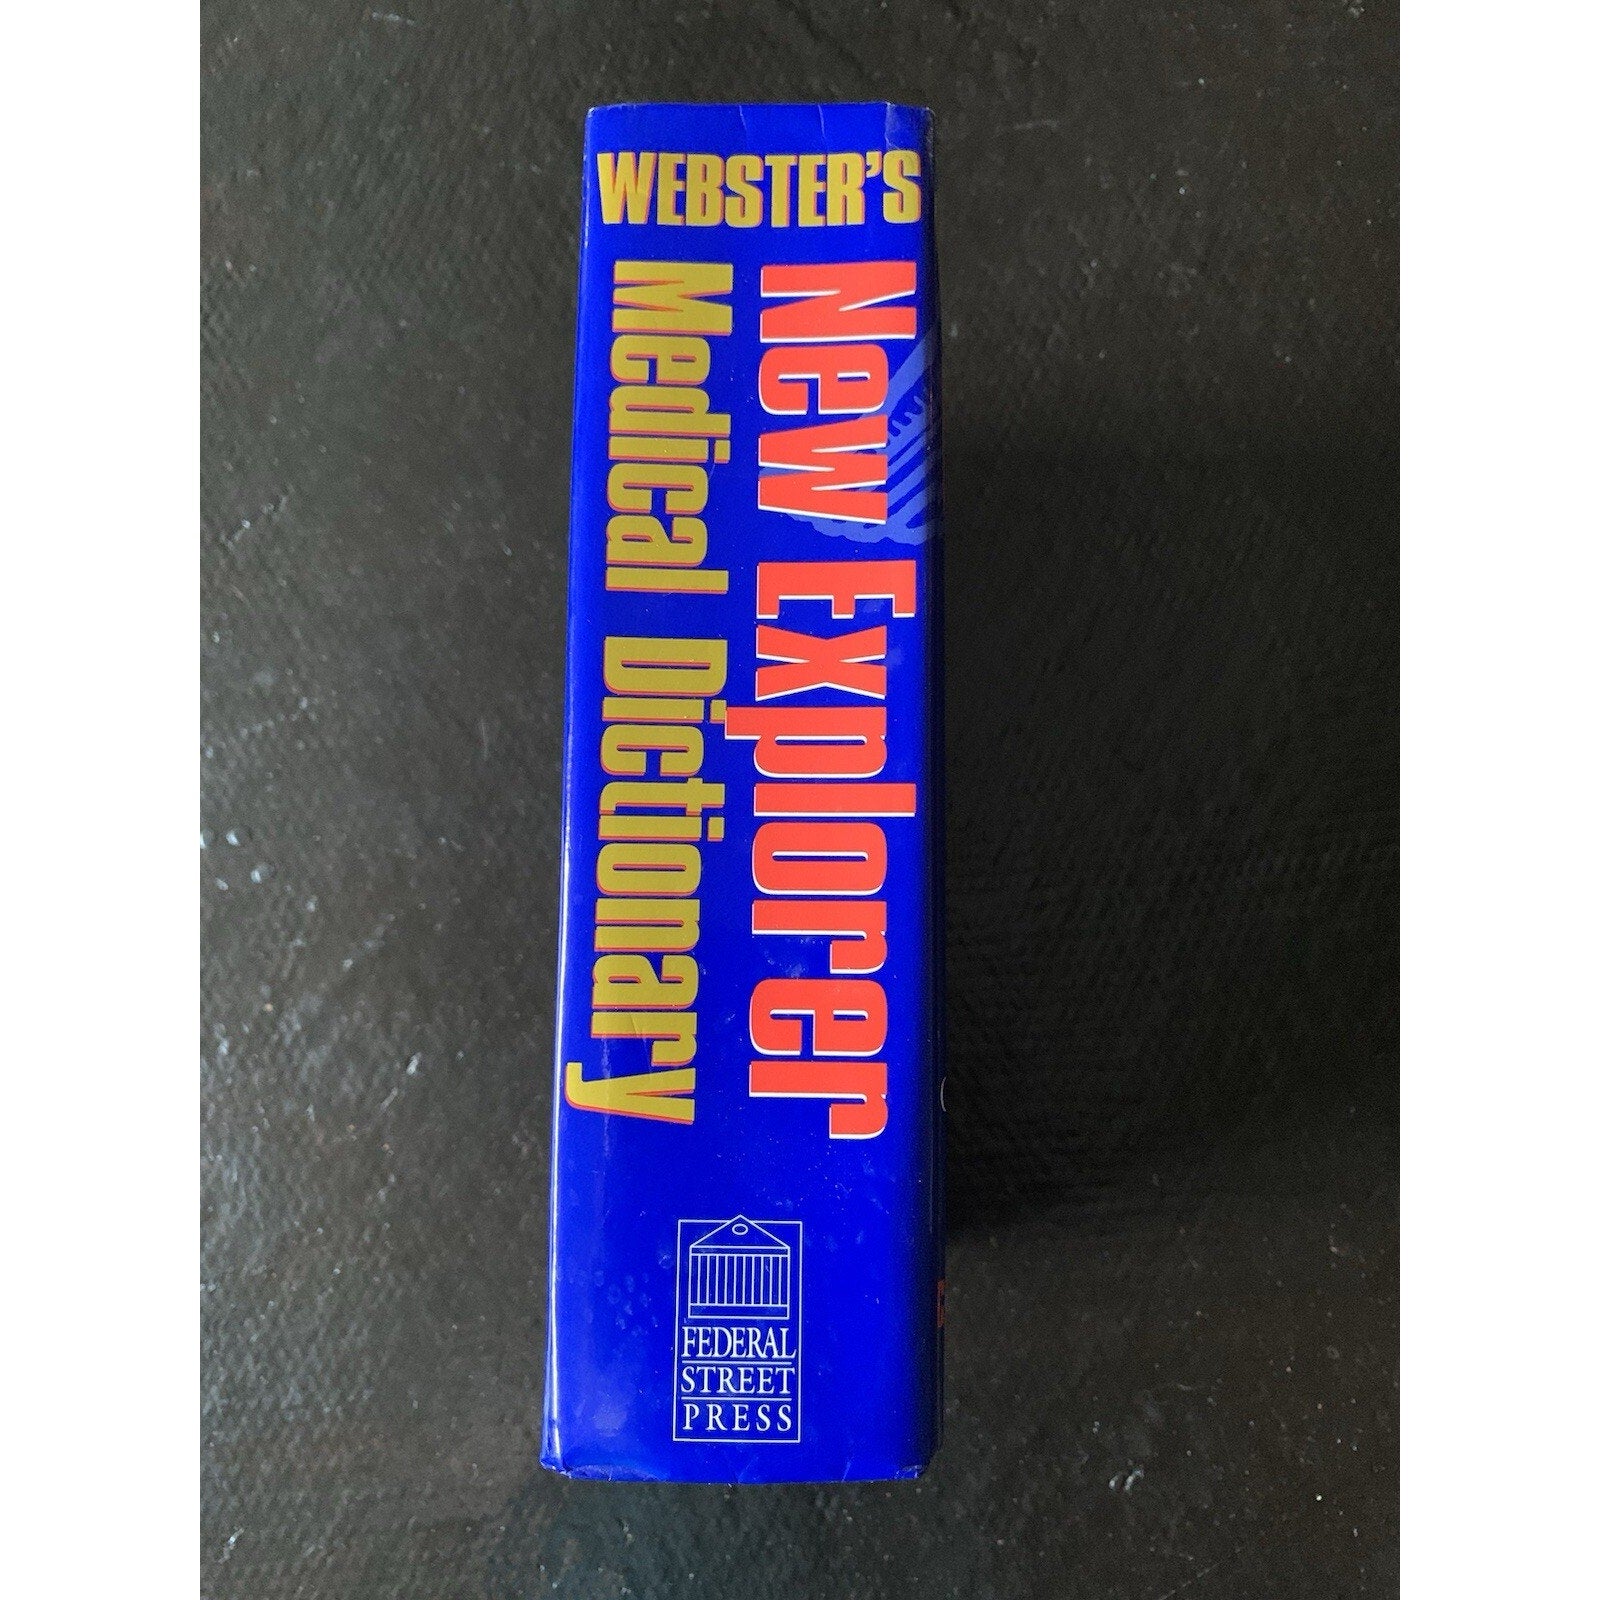 WEBSTER'S
New Explorer
Medical Dictionary
FEDERAL
STREET
PRESS